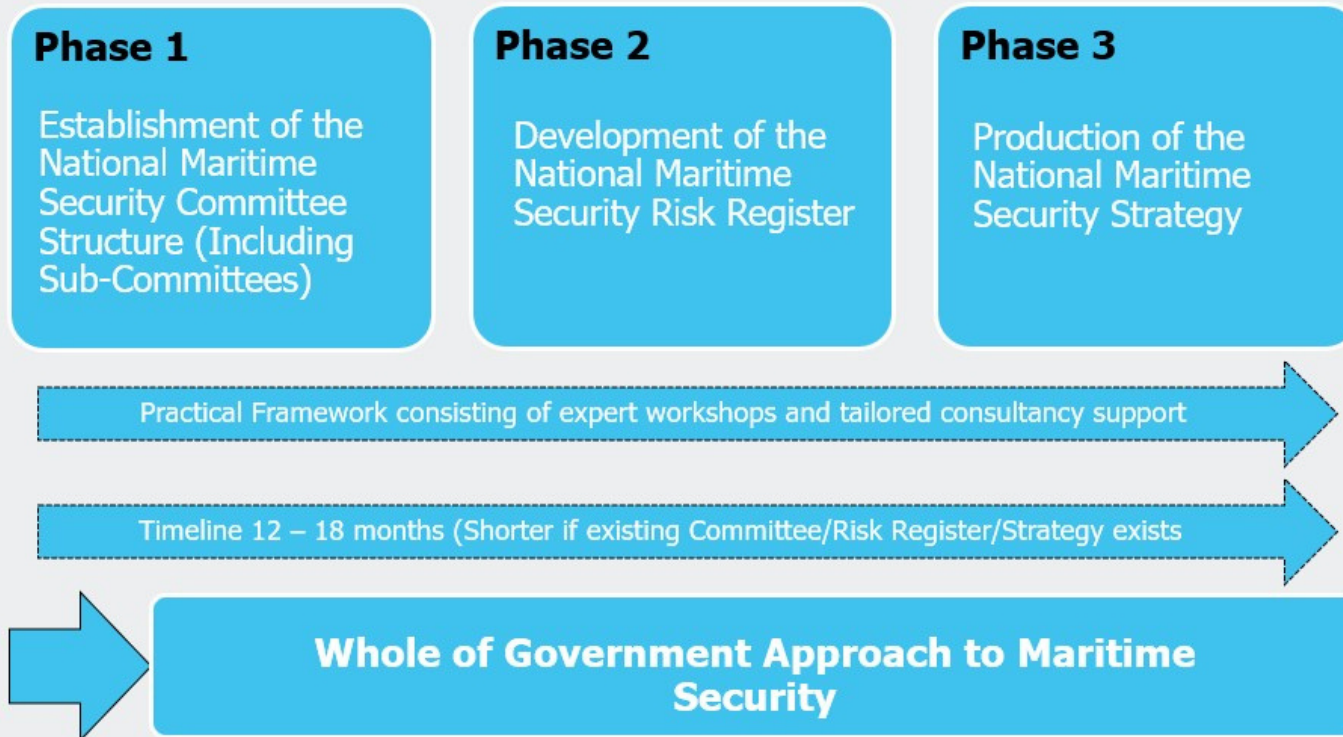 Phase 1
Establishment of the
National Maritime
Security Committee
Structure (Including
Sub-Committees)
Phase 2
Development of the
National Maritime
Security Risk Register
Phase 3
Production of the
National Maritime
Security Strategy
Practical Framework consisting of expert workshops and tailored consultancy support
Timeline 12 – 18 months (Shorter if existing Committee/Risk Register/Strategy exists
Whole of Government Approach to Maritime
Security